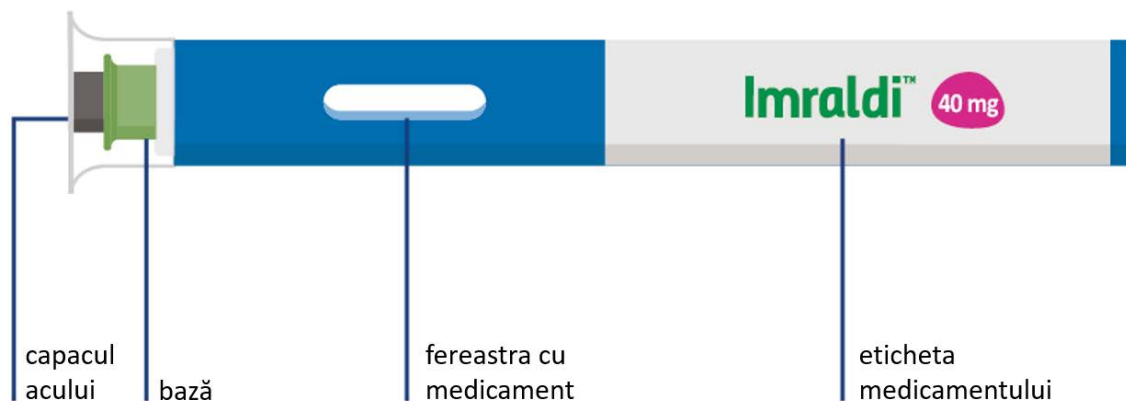 Imraldi™ 40 mg
capacul
acului
bază
fereastra cu
medicament
eticheta
medicamentului